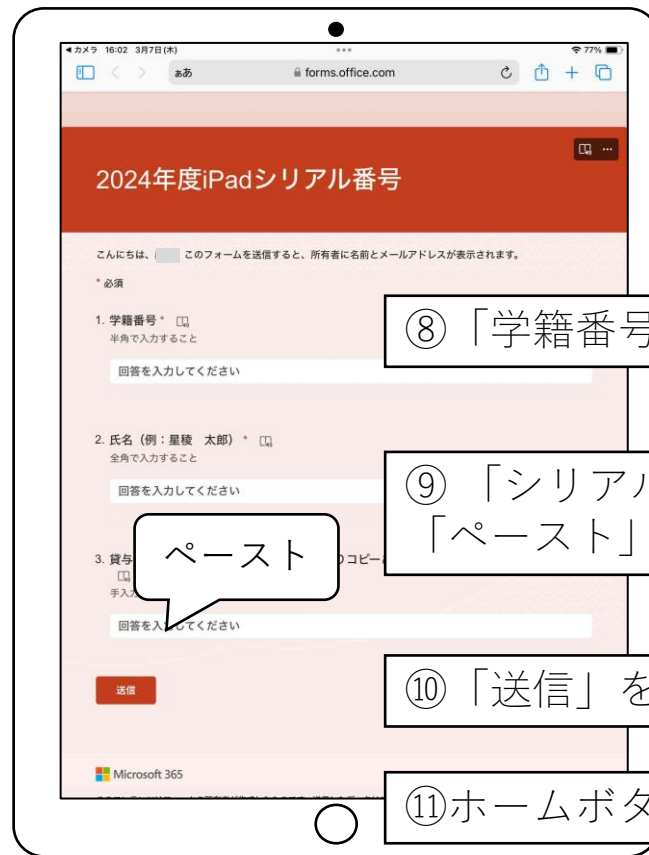 カメラ 16:02 3月7日(木)
77%
ああ forms.office.com
2024年度iPadシリアル番号
こんにちは、 このフォームを送信すると、所有者に名前とメールアドレスが表示されます。
* 必須
1. 学籍番号 *
半角で入力すること
回答を入力してください
⑧「学籍番号
2. 氏名（例：星稜 太郎） *
全角で入力すること
回答を入力してください
⑨「シリアル
「ペースト」
3. 貸与
コピー
ペースト
手入力
回答を入力してください
送信
⑩「送信」を
Microsoft 365
⑪ホームボタ